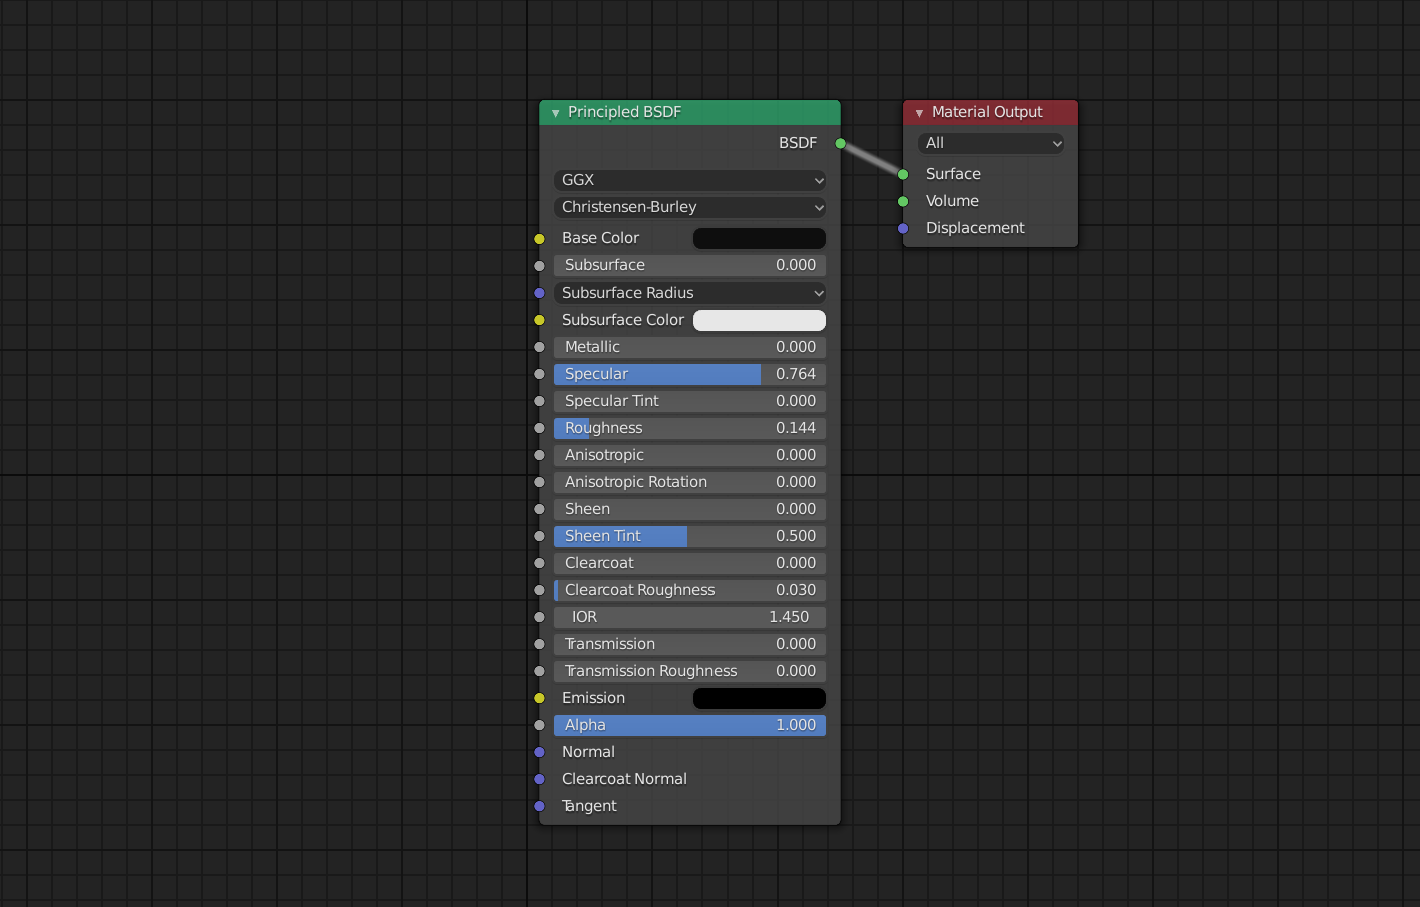 Principled BSDF
BSDF
GGX
Christensen-Burley
Base Color
Subsurface 0.000
Subsurface Radius
Subsurface Color
Metallic 0.000
Specular 0.764
Specular Tint 0.000
Roughness 0.144
Anisotropic 0.000
Anisotropic Rotation 0.000
Sheen 0.000
Sheen Tint 0.500
Clearcoat 0.000
Clearcoat Roughness 0.030
IOR 1.450
Transmission 0.000
Transmission Roughness 0.000
Emission
Alpha 1.000
Normal
Clearcoat Normal
Tangent
Material Output
All
Surface
Volume
Displacement